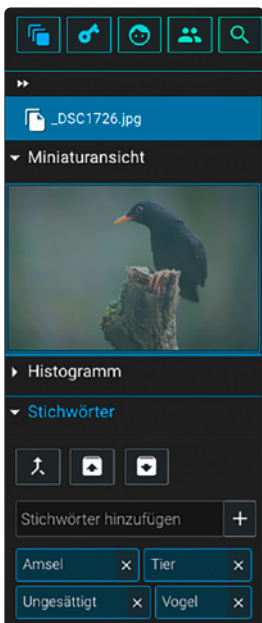 _DSC1726.jpg
Miniaturansicht
Histogramm
Stichwörter
Stichwörter hinzufügen
Amsel
Tier
Ungesättigt
Vogel